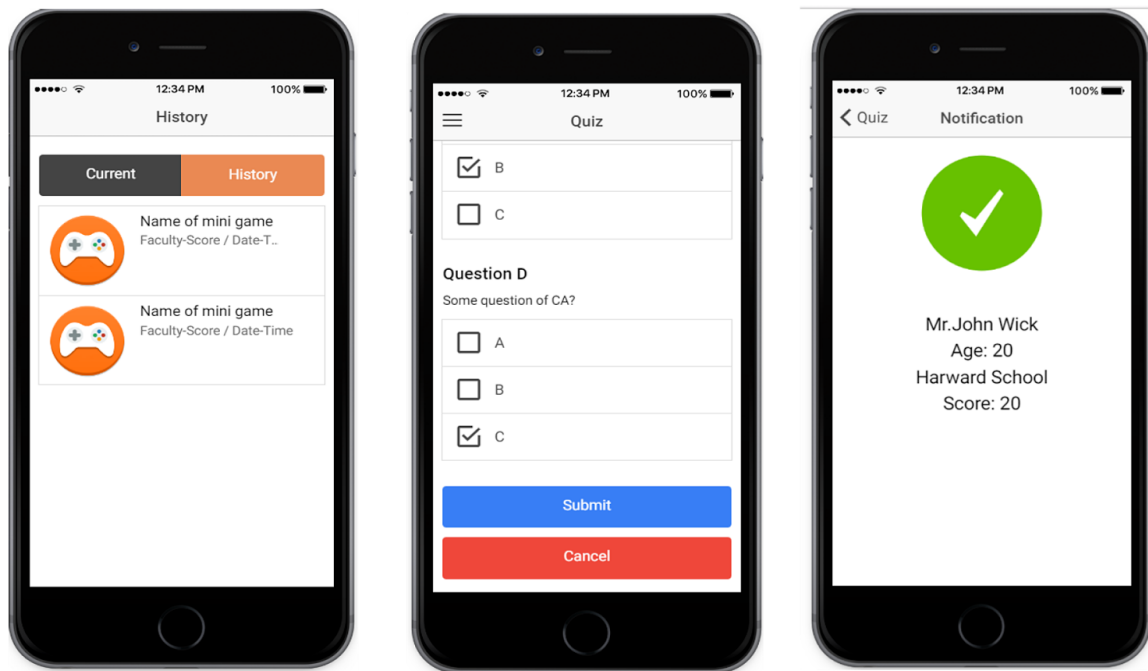 12:34 PM
100%
History
Current
History
Name of mini game
Faculty-Score / Date-T..
Name of mini game
Faculty-Score / Date-Time
12:34 PM
100%
Quiz
B
C
Question D
Some question of CA?
A
B
C
Submit
Cancel
12:34 PM
100%
Quiz
Notification
Mr.John Wick
Age: 20
Harward School
Score: 20